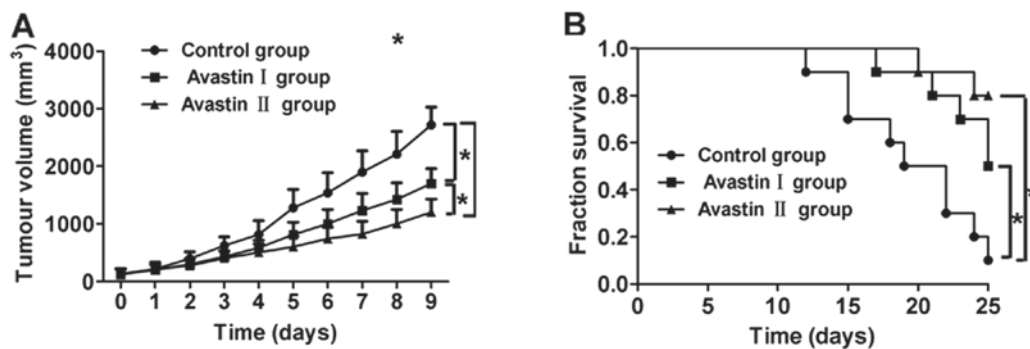 A
*
Control group
Avastin I group
Avastin II group
Tumour volume (mm³)
4000
3000
2000
1000
0
*
*
0 1 2 3 4 5 6 7 8 9
Time (days)
B
Fraction survival
1.0
0.8
0.6
0.4
0.2
0.0
Control group
Avastin I group
Avastin II group
*
*
0 5 10 15 20 25
Time (days)